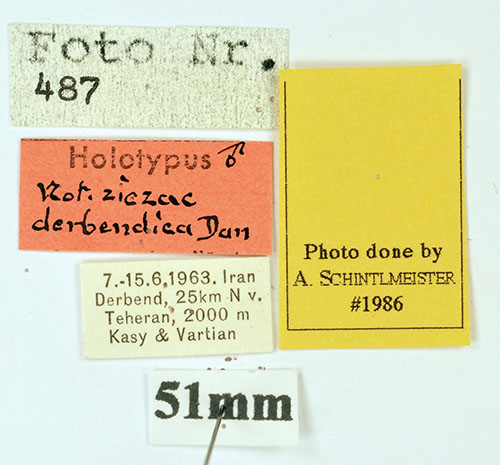 Foto Nr.
487
Holotypus ♂
Not. ziczac
derbendica Dan
7.-15.6.1963. Iran
Derbend, 25km N v.
Teheran, 2000 m
Kasy & Vartian
Photo done by
A. SCHINTLMEISTER
#1986
51mm